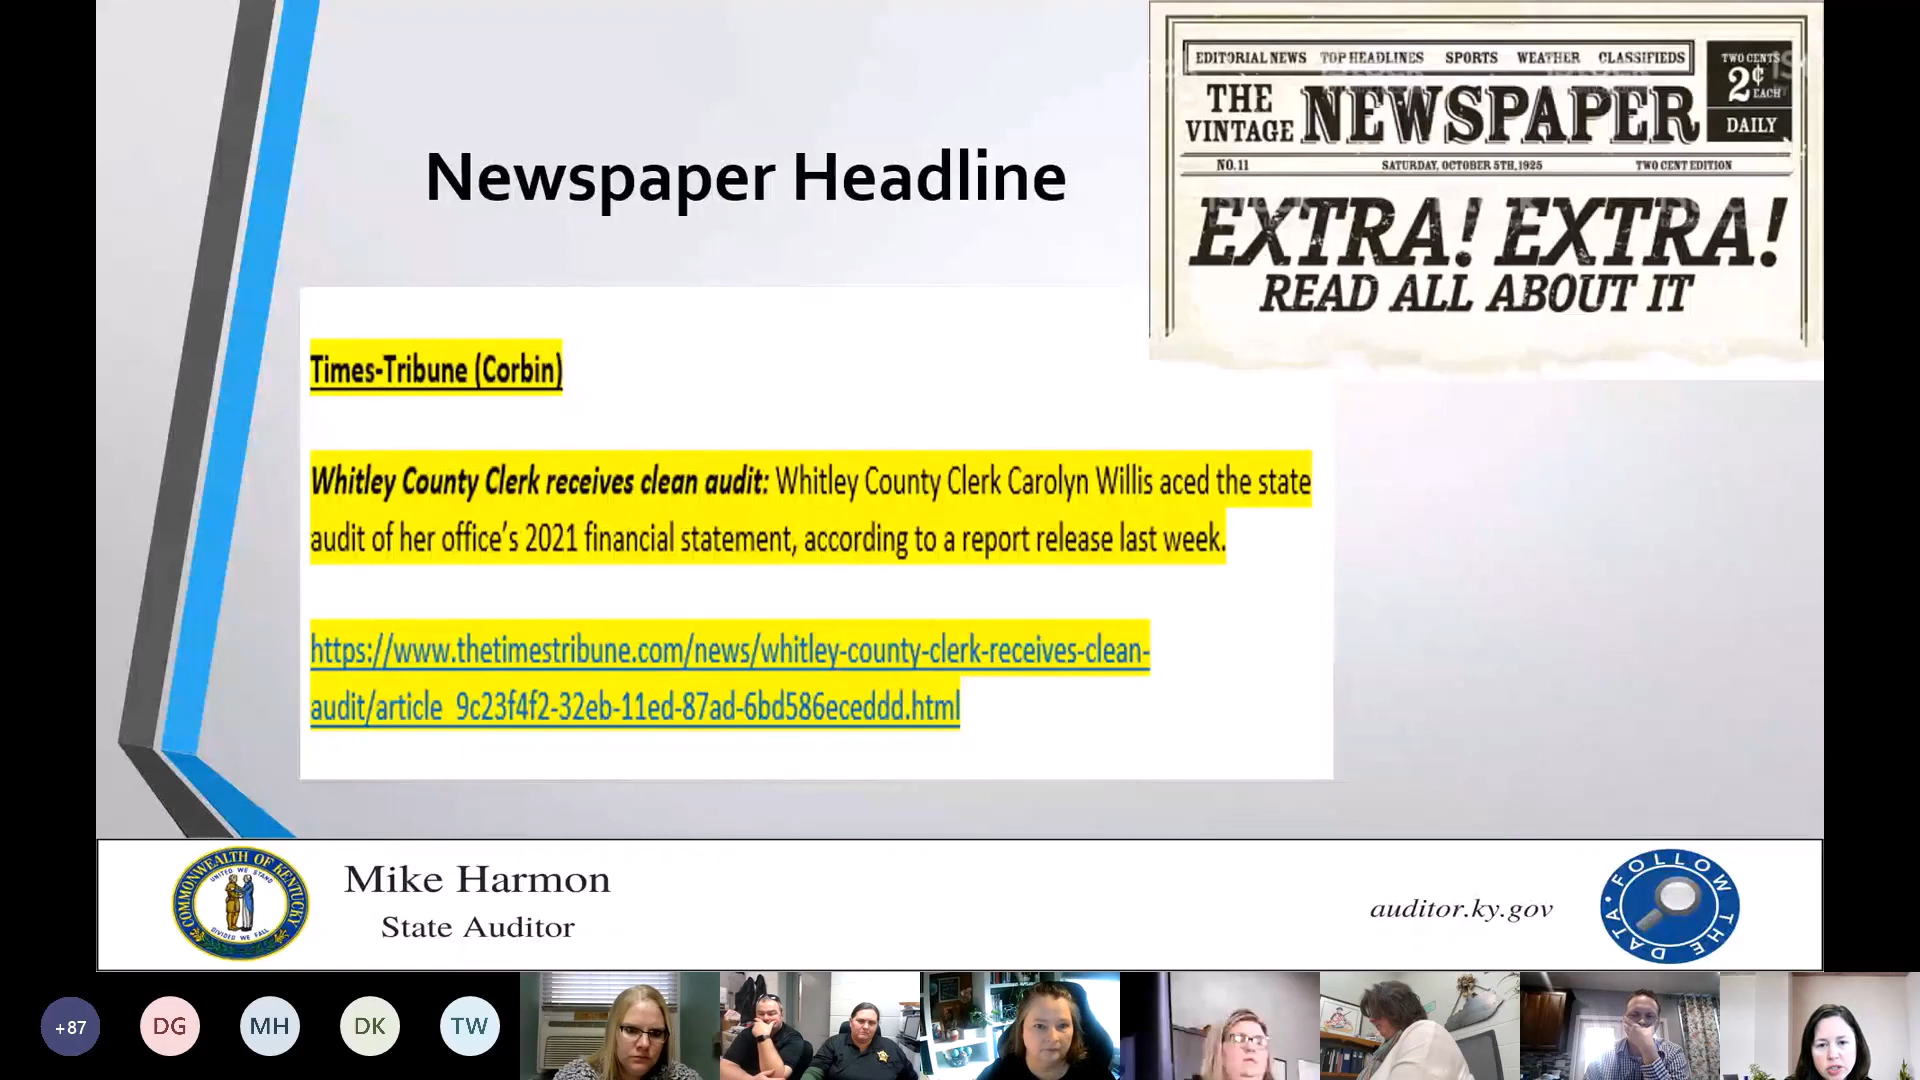 Newspaper Headline
EDITORIAL NEWS TOP HEADLINES SPORTS WEATHER CLASSIFIEDS
TWO CENTS
2¢
EACH
DAILY
THE
VINTAGE
NEWSPAPER
NO. 11 SATURDAY, OCTOBER 5TH, 1925 TWO CENT EDITION
EXTRA! EXTRA!
READ ALL ABOUT IT
Times-Tribune (Corbin)
Whitley County Clerk receives clean audit: Whitley County Clerk Carolyn Willis aced the state
audit of her office’s 2021 financial statement, according to a report release last week.
https://www.thetimestribune.com/news/whitley-county-clerk-receives-clean-
audit/article_9c23f4f2-32eb-11ed-87ad-6bd586eceddd.html
COMMONWEALTH OF KENTUCKY
UNITED WE STAND
DIVIDED WE FALL
Mike Harmon
State Auditor
auditor.ky.gov
FOLLOW THE DATA
+87
DG
MH
DK
TW